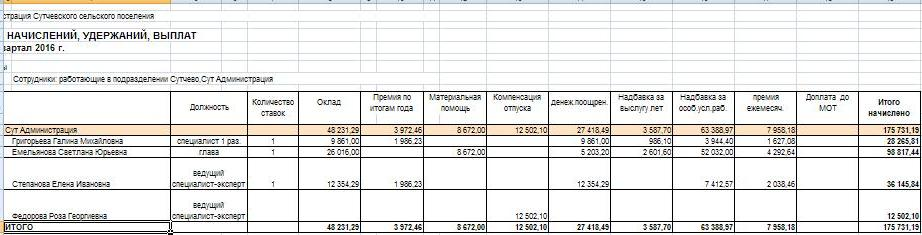 страция Сутчевского сельского поселения
НАЧИСЛЕНИЙ, УДЕРЖАНИЙ, ВЫПЛАТ
вартал 2016 г.
ы
Сотрудники: работающие в подразделении Сутчево,Сут Администрация
Должность Количество ставок Оклад Премия по итогам года Материальная помощь Компенсация отпуска денеж.поощрен. Надбавка за выслугу лет Надбавка за особ.усл.раб. премия ежемесяч. Доплата до МОТ Итого начислено
Сут Администрация 48 231,29 3 972,46 8 672,00 12 502,10 27 418,49 3 587,70 63 388,97 7 958,18 175 731,19
Григорьева Галина Михайловна специалист 1 раз. 1 9 861,00 1 986,23 9 861,00 986,10 3 944,40 1 627,08 28 265,81
Емельянова Светлана Юрьевна глава 1 26 016,00 8 672,00 5 203,20 2 601,60 52 032,00 4 292,64 98 817,44
Степанова Елена Ивановна ведущий специалист-эксперт 1 12 354,29 1 986,23 12 354,29 7 412,57 2 038,46 36 145,84
Федорова Роза Георгиевна ведущий специалист-эксперт 12 502,10 12 502,10
ИТОГО 48 231,29 3 972,46 8 672,00 12 502,10 27 418,49 3 587,70 63 388,97 7 958,18 175 731,19